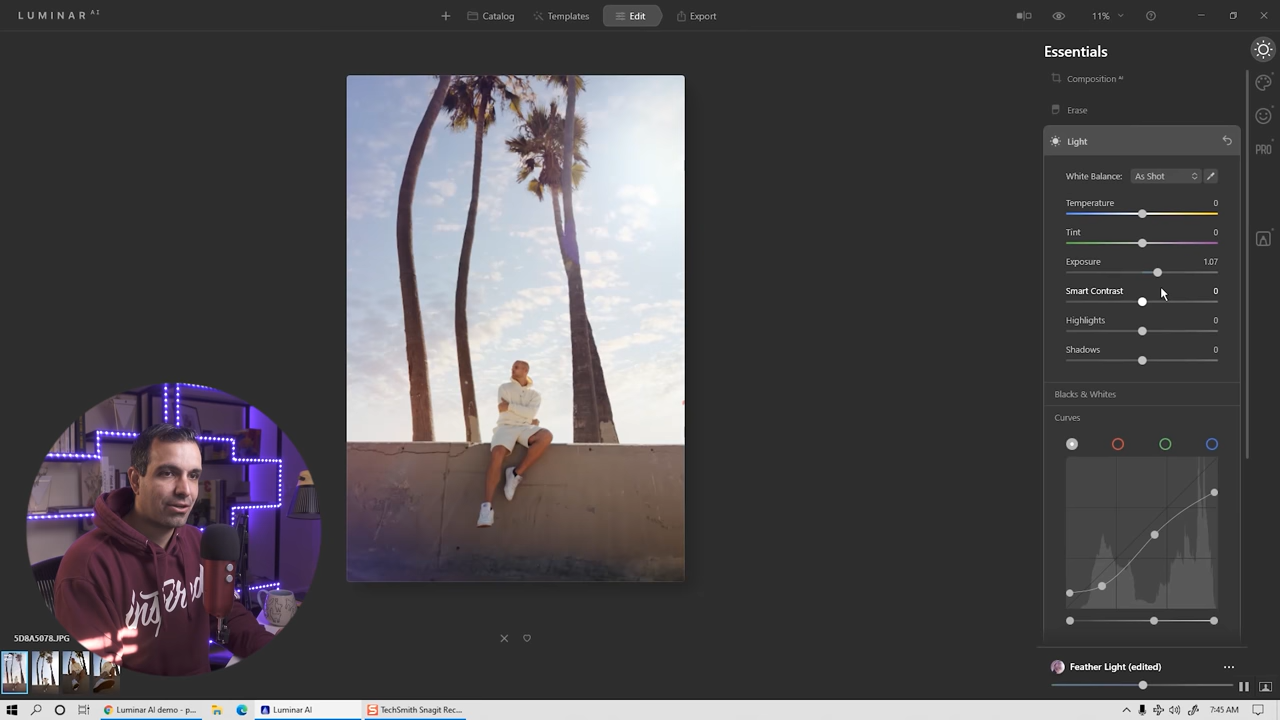 LUMINAR AI
Catalog
Templates
Edit
Export
11%
Essentials
Composition AI
Erase
Light
White Balance: As Shot
Temperature 0
Tint 0
Exposure 1.07
Smart Contrast 0
Highlights 0
Shadows 0
Blacks & Whites
Curves
PRO
Feather Light (edited)
5D8A5078.JPG
Luminar AI demo - p...
Luminar AI
TechSmith Snagit Rec...
7:45 AM